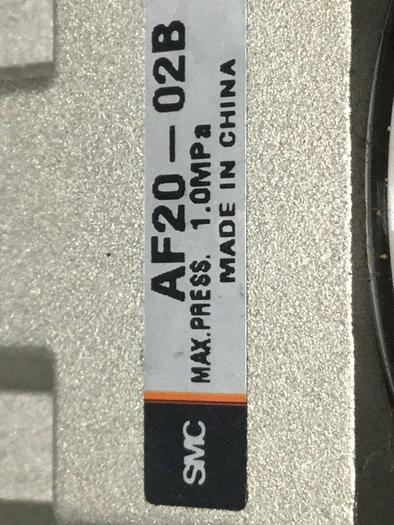 AF20-02B
MAX.PRESS. 1.0MPa
MADE IN CHINA
SMC